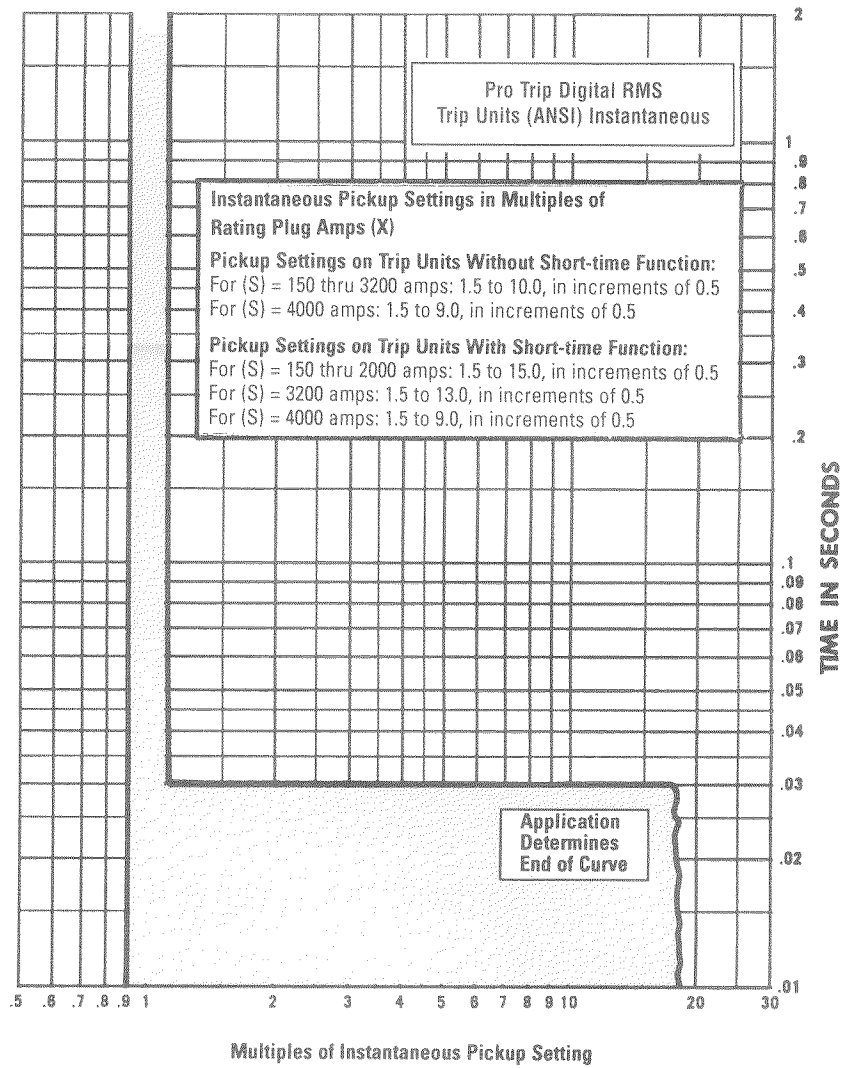 2
Pro Trip Digital RMS
Trip Units (ANSI) Instantaneous
1
.9
.8
Instantaneous Pickup Settings in Multiples of
.7
Rating Plug Amps (X)
.6
Pickup Settings on Trip Units Without Short-time Function:
.5
For (S) = 150 thru 3200 amps: 1.5 to 10.0, in increments of 0.5
For (S) = 4000 amps: 1.5 to 9.0, in increments of 0.5
.4
Pickup Settings on Trip Units With Short-time Function:
.3
For (S) = 150 thru 2000 amps: 1.5 to 15.0, in increments of 0.5
For (S) = 3200 amps: 1.5 to 13.0, in increments of 0.5
For (S) = 4000 amps: 1.5 to 9.0, in increments of 0.5
.2
TIME IN SECONDS
.1
.09
.08
.07
.06
.05
.04
.03
Application
Determines
End of Curve
.02
.01
.5 .6 .7 .8 .9 1 2 3 4 5 6 7 8 9 10 20 30
Multiples of Instantaneous Pickup Setting